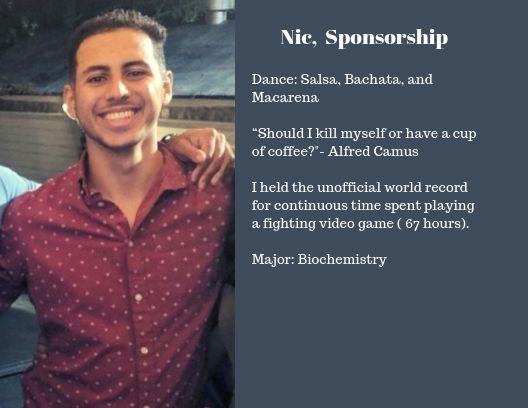 Nic, Sponsorship
Dance: Salsa, Bachata, and
Macarena
“Should I kill myself or have a cup
of coffee?"- Alfred Camus
I held the unofficial world record
for continuous time spent playing
a fighting video game ( 67 hours).
Major: Biochemistry